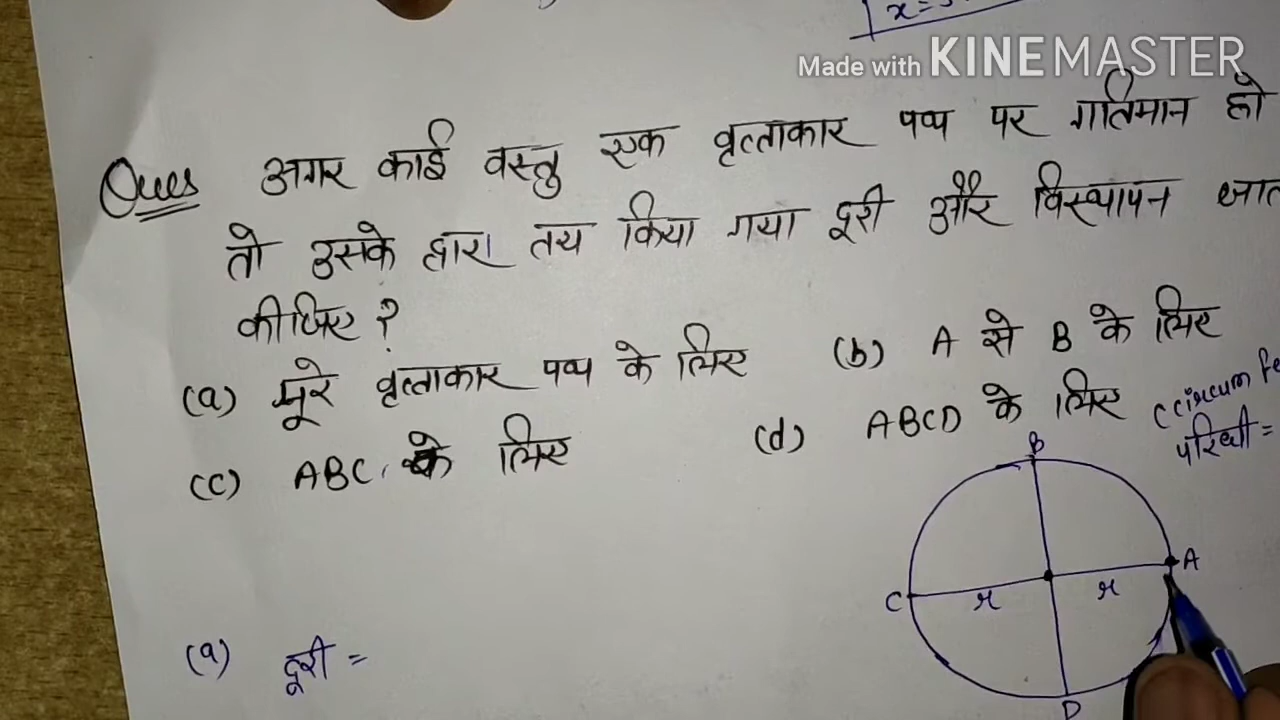 x=
Made with KINEMASTER
Ques अगर काई वस्तु एक वृत्ताकार पथ पर गतिमान हो
तो उसके द्वारा तय किया गया दूरी और विस्थापन ज्ञात
कीजिए ?
(a) पूरे वृत्ताकार पथ के लिए (b) A से B के लिए
(c) ABC के लिए (d) ABCD के लिए
परिधी =
B
A
C
r r
D
(a) दूरी =